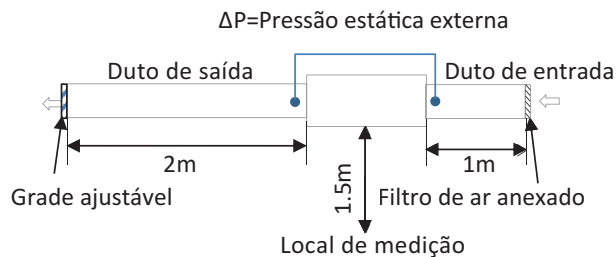 ΔP=Pressão estática externa
Duto de saída
Duto de entrada
2m
1.5m
1m
Grade ajustável
Filtro de ar anexado
Local de medição